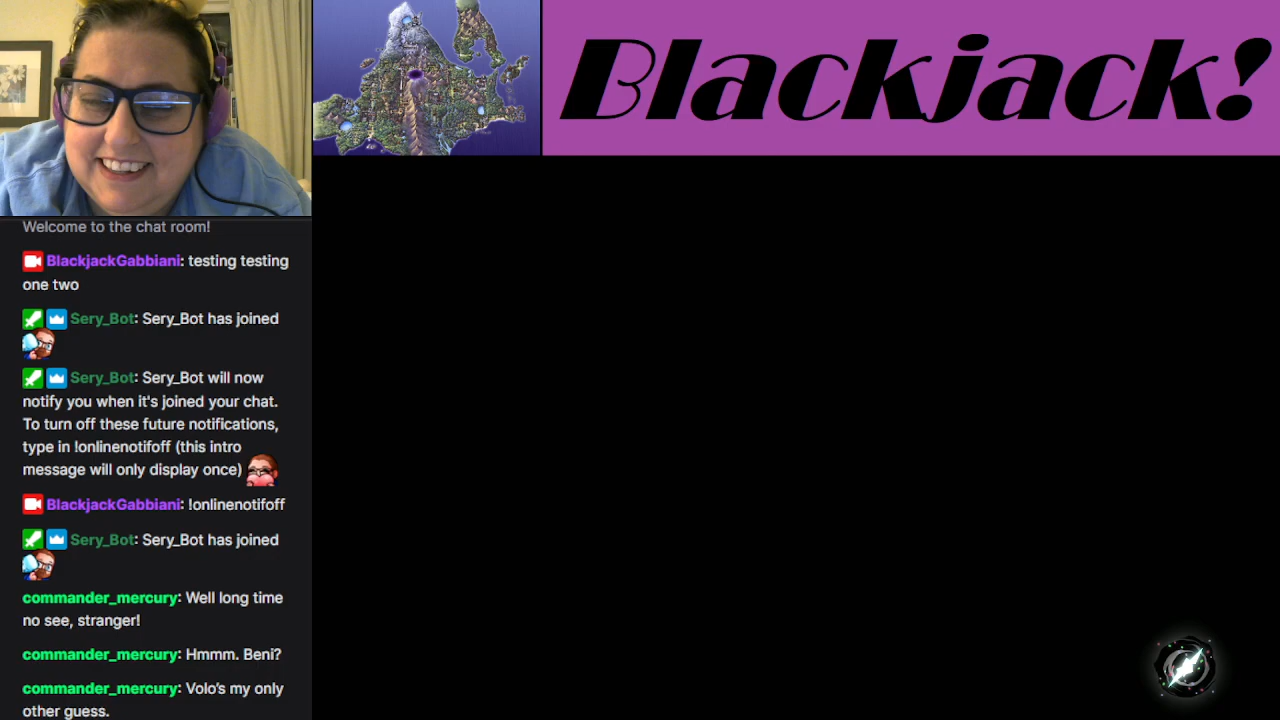 Blackjack!
Welcome to the chat room!
BlackjackGabbiani: testing testing
one two
Sery_Bot: Sery_Bot has joined
Sery_Bot: Sery_Bot will now
notify you when it's joined your chat.
To turn off these future notifications,
type in !onlinenotifoff (this intro
message will only display once)
BlackjackGabbiani: !onlinenotifoff
Sery_Bot: Sery_Bot has joined
commander_mercury: Well long time
no see, stranger!
commander_mercury: Hmmm. Beni?
commander_mercury: Volo's my only
other guess.